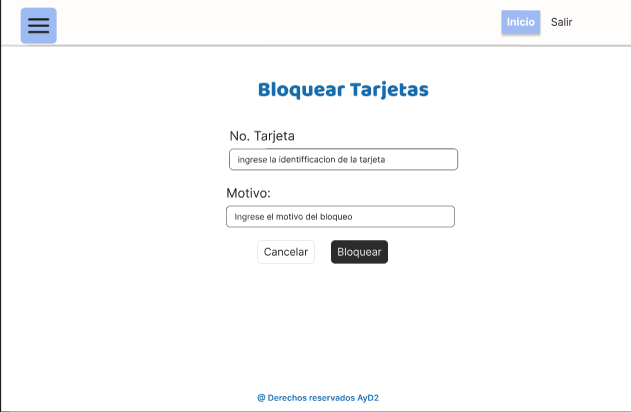 Inicio Salir
Bloquear Tarjetas
No. Tarjeta
ingrese la identifficacion de la tarjeta
Motivo:
Ingrese el motivo del bloqueo
Cancelar Bloquear
@ Derechos reservados AyD2